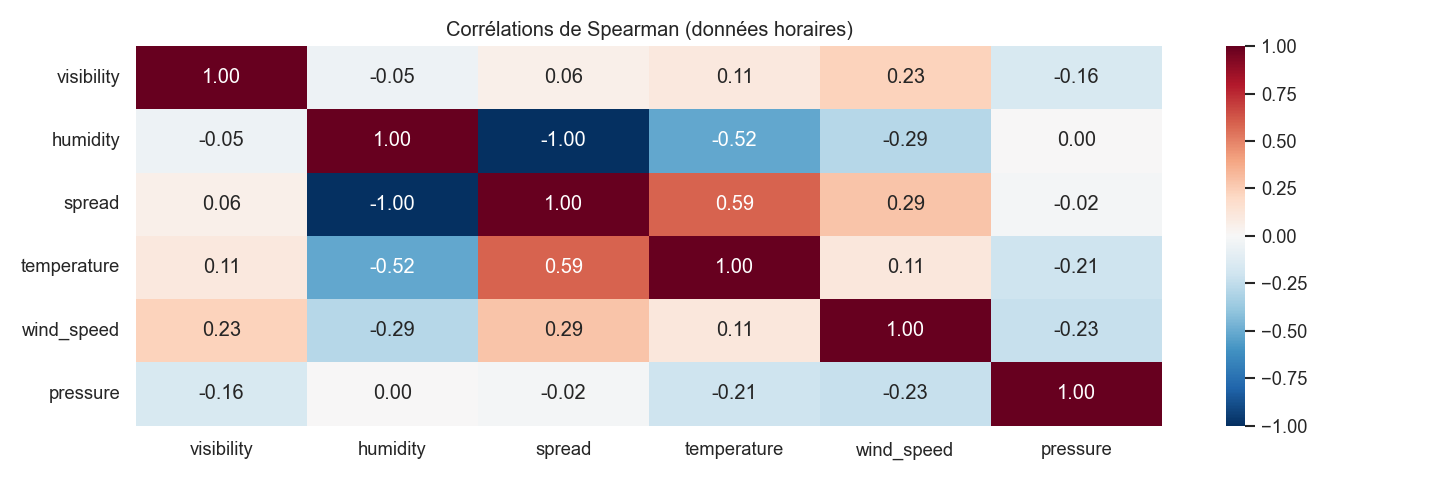 Corrélations de Spearman (données horaires)
visibility 1.00 -0.05 0.06 0.11 0.23 -0.16
humidity -0.05 1.00 -1.00 -0.52 -0.29 0.00
spread 0.06 -1.00 1.00 0.59 0.29 -0.02
temperature 0.11 -0.52 0.59 1.00 0.11 -0.21
wind_speed 0.23 -0.29 0.29 0.11 1.00 -0.23
pressure -0.16 0.00 -0.02 -0.21 -0.23 1.00
visibility humidity spread temperature wind_speed pressure
1.00
0.75
0.50
0.25
0.00
−0.25
−0.50
−0.75
−1.00